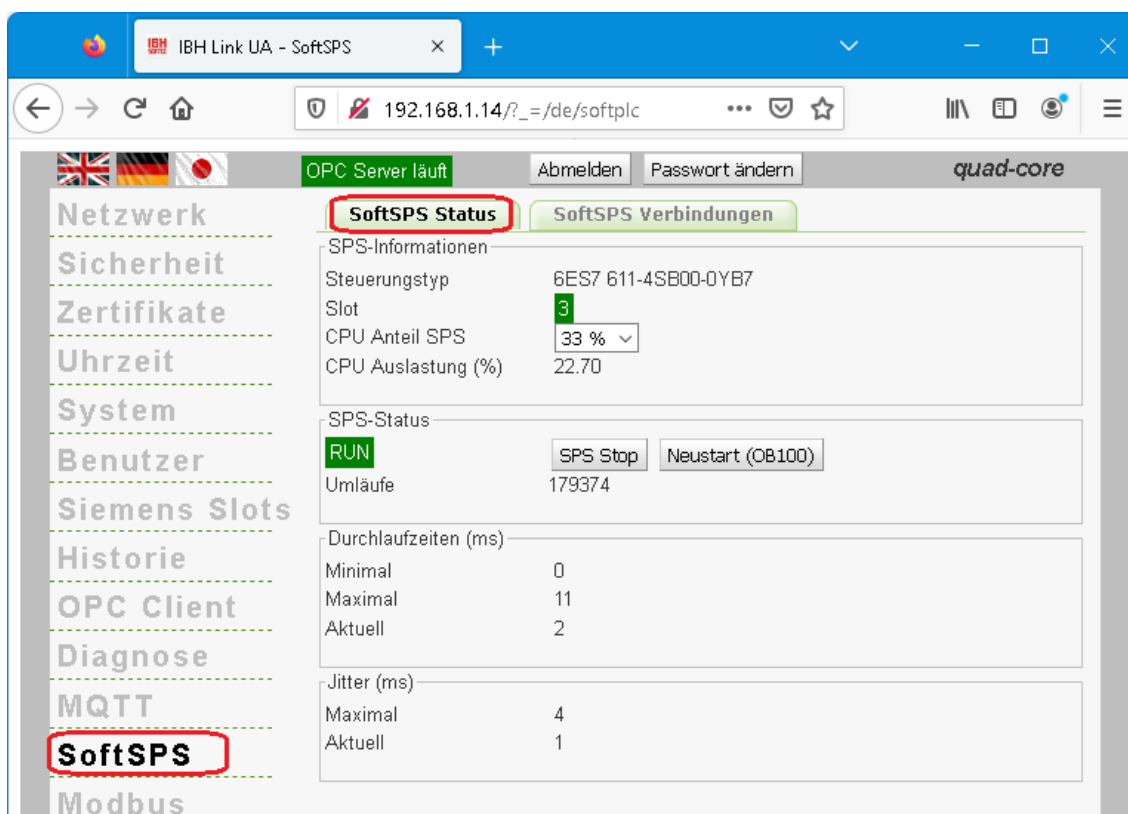 IBH Link UA - SoftSPS
192.168.1.14/?_=/de/softplc
OPC Server läuft Abmelden Passwort ändern quad-core
Netzwerk
Sicherheit
Zertifikate
Uhrzeit
System
Benutzer
Siemens Slots
Historie
OPC Client
Diagnose
MQTT
SoftSPS
Modbus
SoftSPS Status SoftSPS Verbindungen
SPS-Informationen
Steuerungstyp 6ES7 611-4SB00-0YB7
Slot 3
CPU Anteil SPS 33 %
CPU Auslastung (%) 22.70
SPS-Status
RUN SPS Stop Neustart (OB100)
Umläufe 179374
Durchlaufzeiten (ms)
Minimal 0
Maximal 11
Aktuell 2
Jitter (ms)
Maximal 4
Aktuell 1